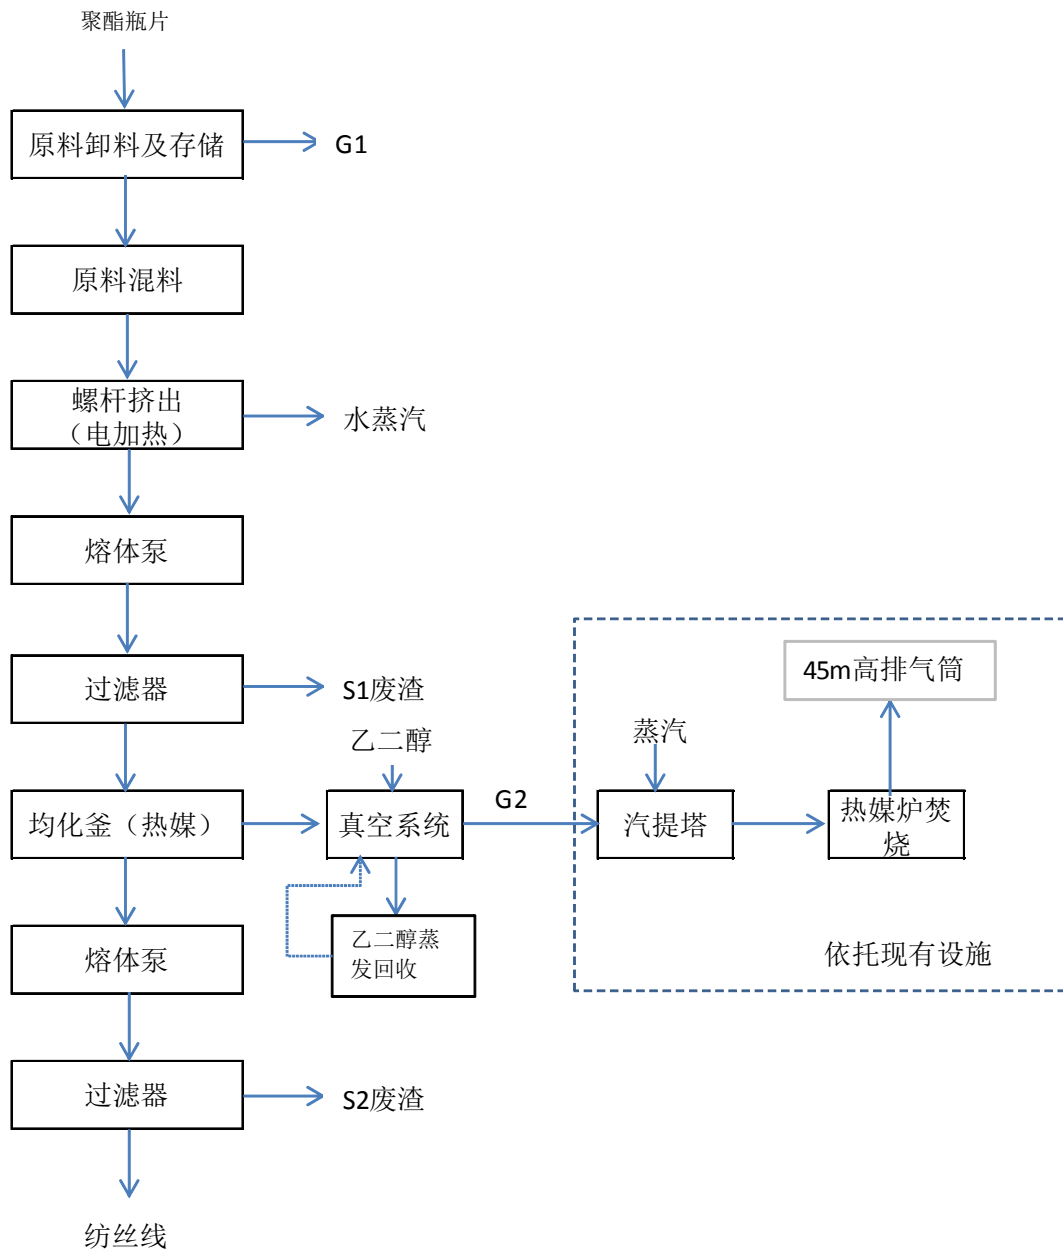 聚酯瓶片
原料卸料及存储
G1
原料混料
螺杆挤出
（电加热）
水蒸汽
熔体泵
过滤器
S1废渣
45m高排气筒
乙二醇
蒸汽
均化釜（热媒）
真空系统
G2
汽提塔
热媒炉焚
烧
乙二醇蒸
发回收
熔体泵
依托现有设施
过滤器
S2废渣
纺丝线